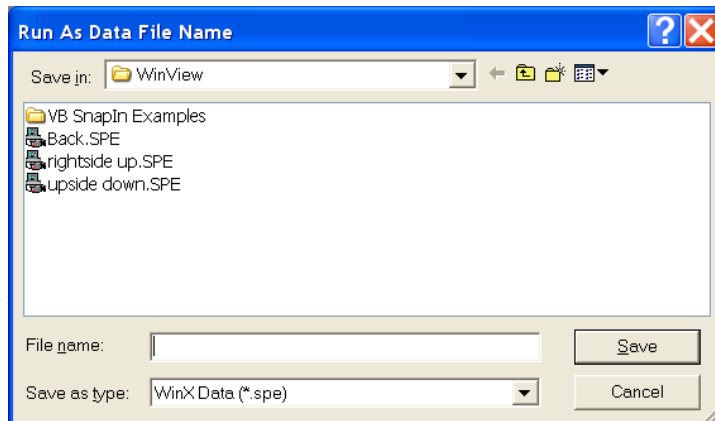 Run As Data File Name
Save in: WinView
VB SnapIn Examples
Back.SPE
rightside up.SPE
upside down.SPE
File name: Save
Save as type: WinX Data (*.spe) Cancel